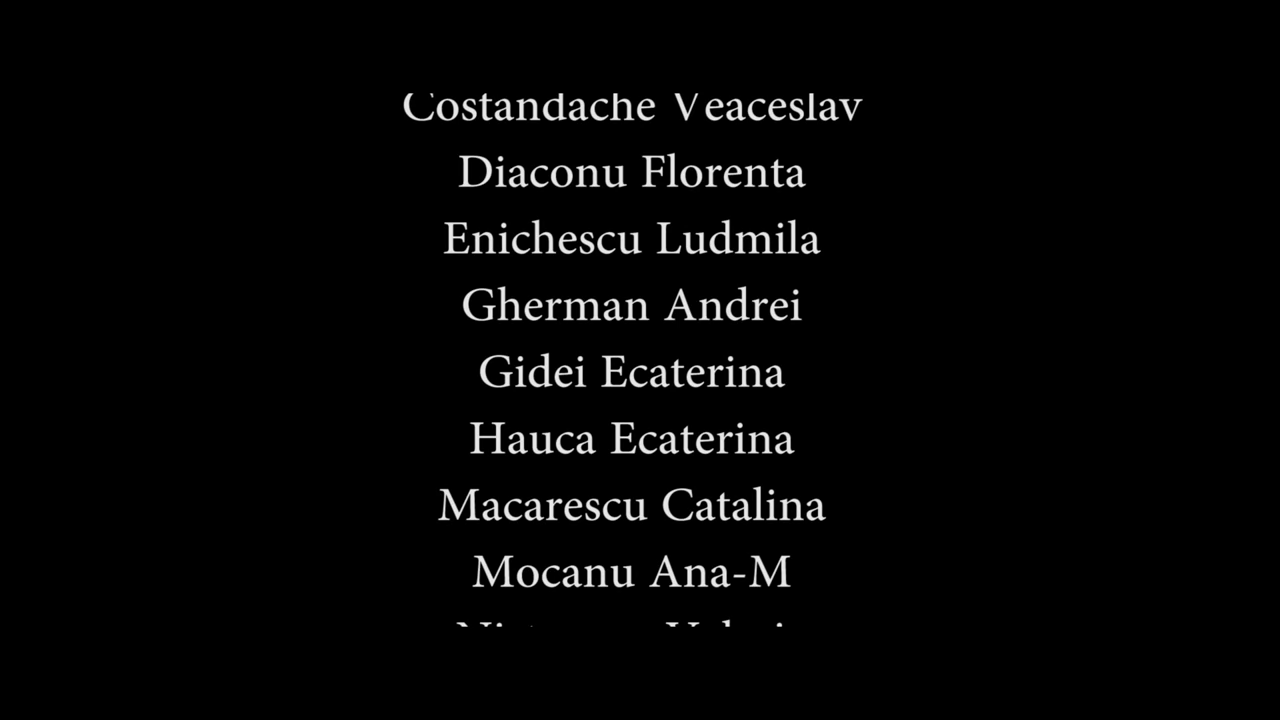 Costandache Veaceslav
Diaconu Florenta
Enichescu Ludmila
Gherman Andrei
Gidei Ecaterina
Hauca Ecaterina
Macarescu Catalina
Mocanu Ana-M